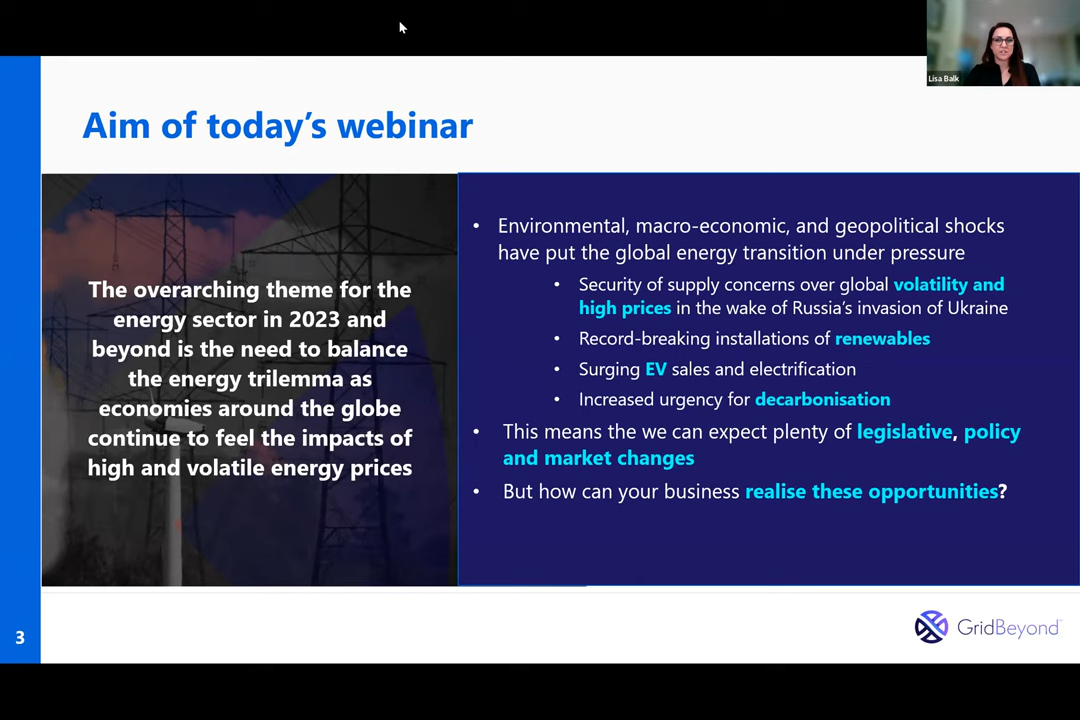 Lisa Balk
Aim of today's webinar
The overarching theme for the
energy sector in 2023 and
beyond is the need to balance
the energy trilemma as
economies around the globe
continue to feel the impacts of
high and volatile energy prices
• Environmental, macro-economic, and geopolitical shocks
have put the global energy transition under pressure
• Security of supply concerns over global volatility and
high prices in the wake of Russia's invasion of Ukraine
• Record-breaking installations of renewables
• Surging EV sales and electrification
• Increased urgency for decarbonisation
• This means the we can expect plenty of legislative, policy
and market changes
• But how can your business realise these opportunities?
3
GridBeyond™